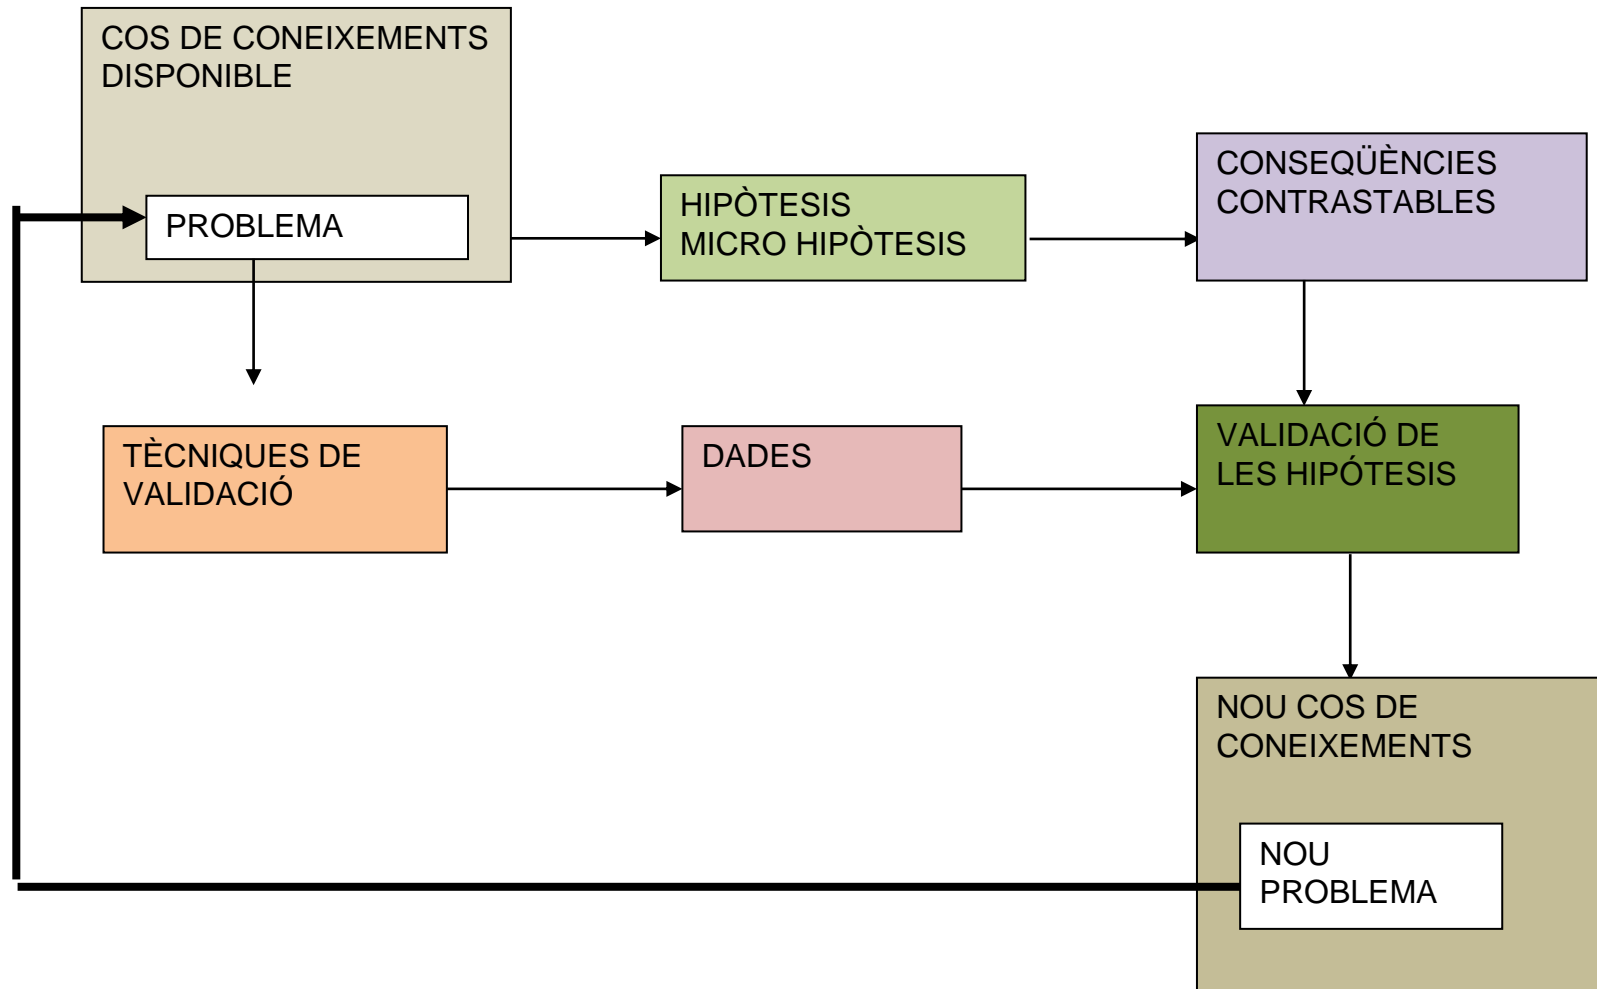 COS DE CONEIXEMENTS
DISPONIBLE
PROBLEMA
HIPÒTESIS
MICRO HIPÒTESIS
CONSEQÜÈNCIES
CONTRASTABLES
TÈCNIQUES DE
VALIDACIÓ
DADES
VALIDACIÓ DE
LES HIPÓTESIS
NOU COS DE
CONEIXEMENTS
NOU
PROBLEMA